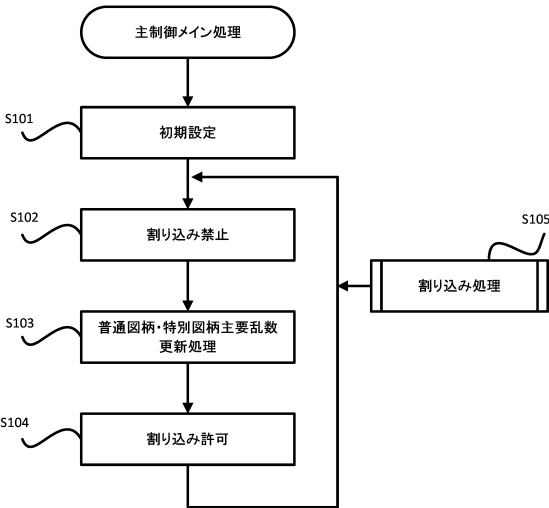 主制御メイン処理
S101
初期設定
S102
割り込み禁止
S105
割り込み処理
S103
普通図柄・特別図柄主要乱数
更新処理
S104
割り込み許可